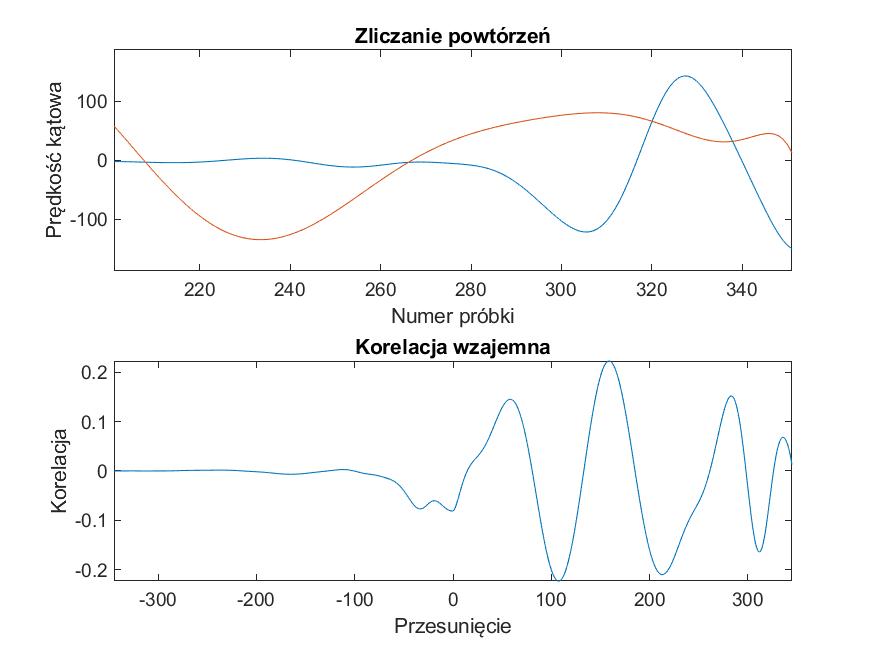 Zliczanie powtórzeń
Prędkość kątowa
100
0
-100
220 240 260 280 300 320 340
Numer próbki
Korelacja wzajemna
Korelacja
0.2
0.1
0
-0.1
-0.2
-300 -200 -100 0 100 200 300
Przesunięcie